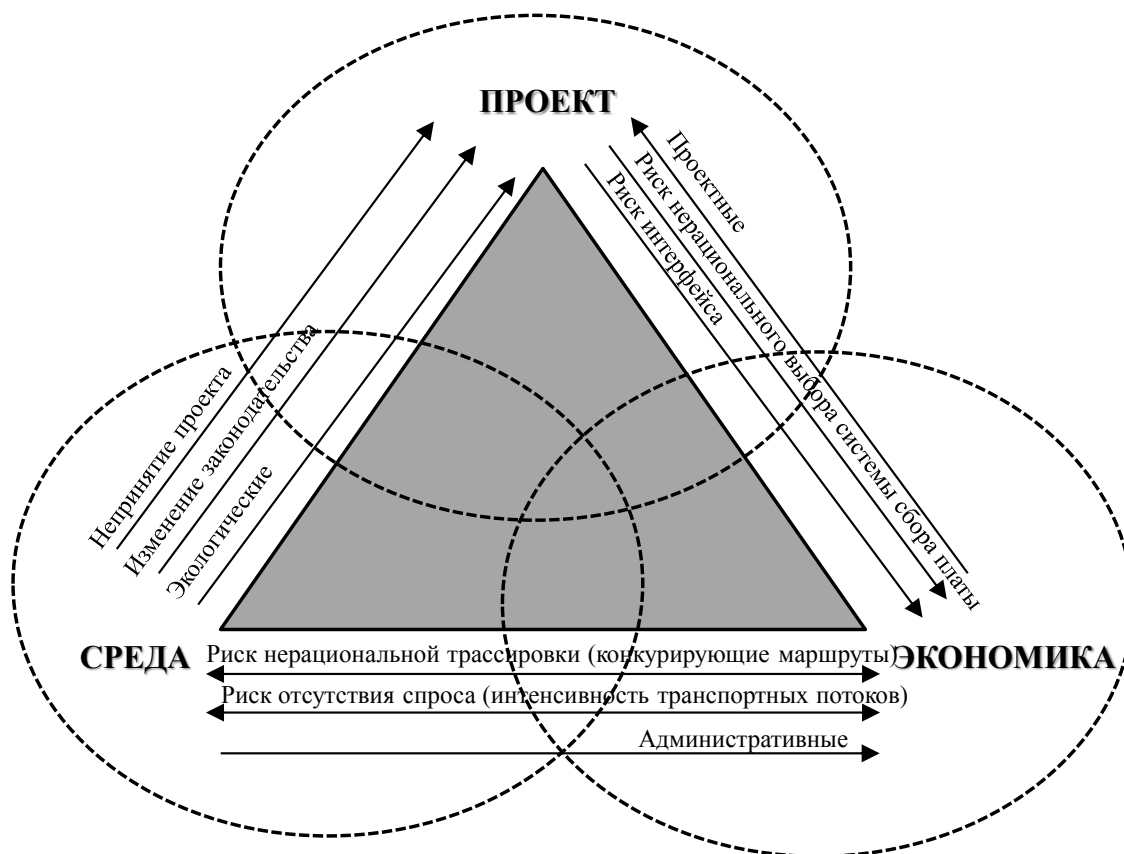 ПРОЕКТ
Проектные
Риск нерационального выбора системы сбора платы
Риск интерфейса
Непринятие проекта
Изменение законодательства
Экологические
СРЕДА
Риск нерациональной трассировки (конкурирующие маршруты)
ЭКОНОМИКА
Риск отсутствия спроса (интенсивность транспортных потоков)
Административные